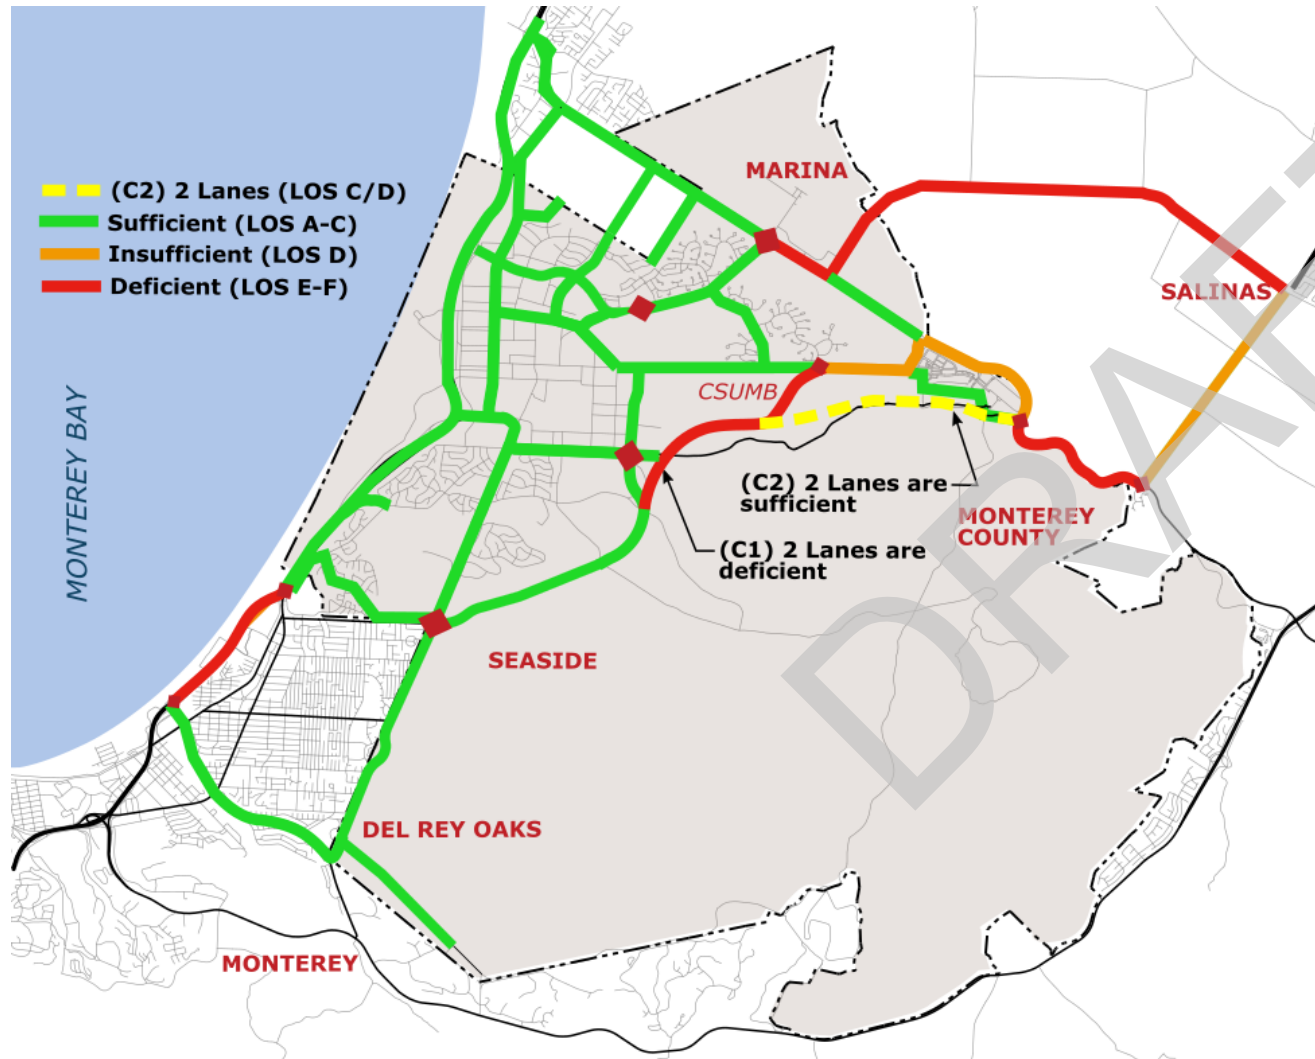 MARINA
(C2) 2 Lanes (LOS C/D)
Sufficient (LOS A-C)
Insufficient (LOS D)
Deficient (LOS E-F)
SALINAS
MONTEREY BAY
CSUMB
(C2) 2 Lanes are
sufficient
MONTEREY
COUNTY
(C1) 2 Lanes are
deficient
SEASIDE
DEL REY OAKS
MONTEREY
DRAFT